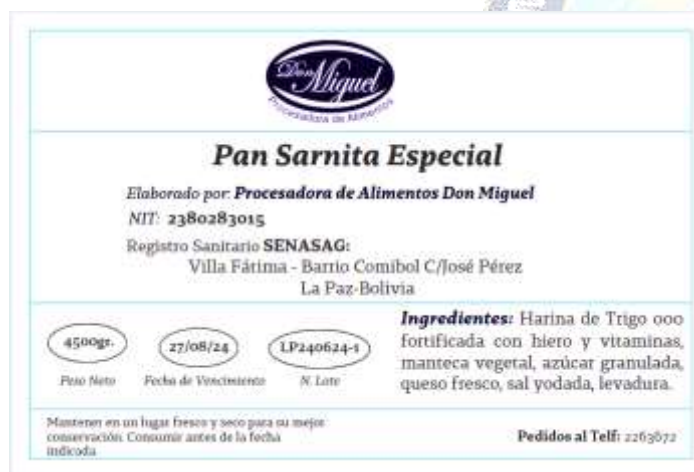 Don Miguel
Procesadora de Alimentos
Pan Sarnita Especial
Elaborado por: Procesadora de Alimentos Don Miguel
NIT: 2380283015
Registro Sanitario SENASAG:
Villa Fátima - Barrio Comibol C/José Pérez
La Paz-Bolivia
4500gr.
Peso Neto
27/08/24
Fecha de Vencimiento
LP240624-1
N. Lote
Ingredientes: Harina de Trigo 000
fortificada con hiero y vitaminas,
manteca vegetal, azúcar granulada,
queso fresco, sal yodada, levadura.
Mantener en un lugar fresco y seco para su mejor
conservación. Consumir antes de la fecha
indicada
Pedidos al Telf: 2263672